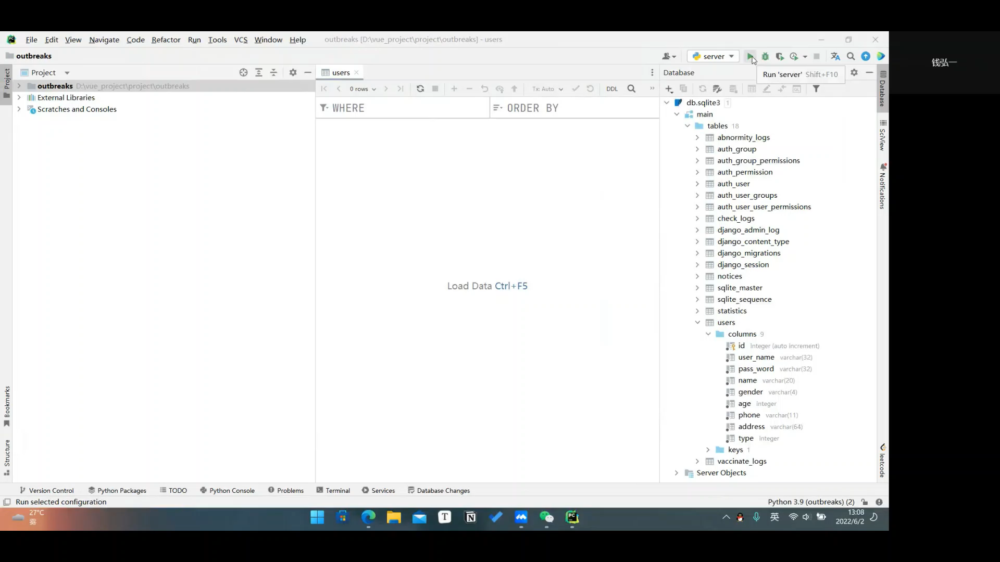 File Edit View Navigate Code Refactor Run Tools VCS Window Help outbreaks [D:\vue_project\project\outbreaks] - users
outbreaks
server
钱弘一
Project
users
Database
Run 'server' Shift+F10
outbreaks D:\vue_project\project\outbreaks
External Libraries
Scratches and Consoles
0 rows
Tx: Auto
DDL
WHERE
ORDER BY
Load Data Ctrl+F5
db.sqlite3 1
main
tables 18
abnormity_logs
auth_group
auth_group_permissions
auth_permission
auth_user
auth_user_groups
auth_user_user_permissions
check_logs
django_admin_log
django_content_type
django_migrations
django_session
notices
sqlite_master
sqlite_sequence
statistics
users
columns 9
id integer (auto increment)
user_name varchar(32)
pass_word varchar(32)
name varchar(20)
gender varchar(4)
age integer
phone varchar(11)
address varchar(64)
type integer
keys 1
vaccinate_logs
Server Objects
Project
Bookmarks
Structure
Database
SciView
Notifications
leetcode
Version Control Python Packages TODO Python Console Problems Terminal Services Database Changes
Run selected configuration
Python 3.9 (outbreaks) (2)
27°C
雾
英
13:08
2022/6/2